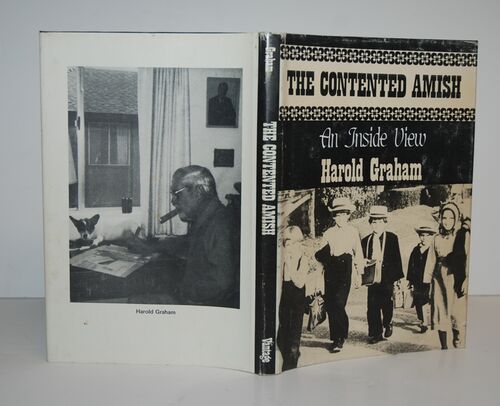 Harold Graham
Graham
THE CONTENTED AMISH
Vantage
THE CONTENTED AMISH
An Inside View
Harold Graham